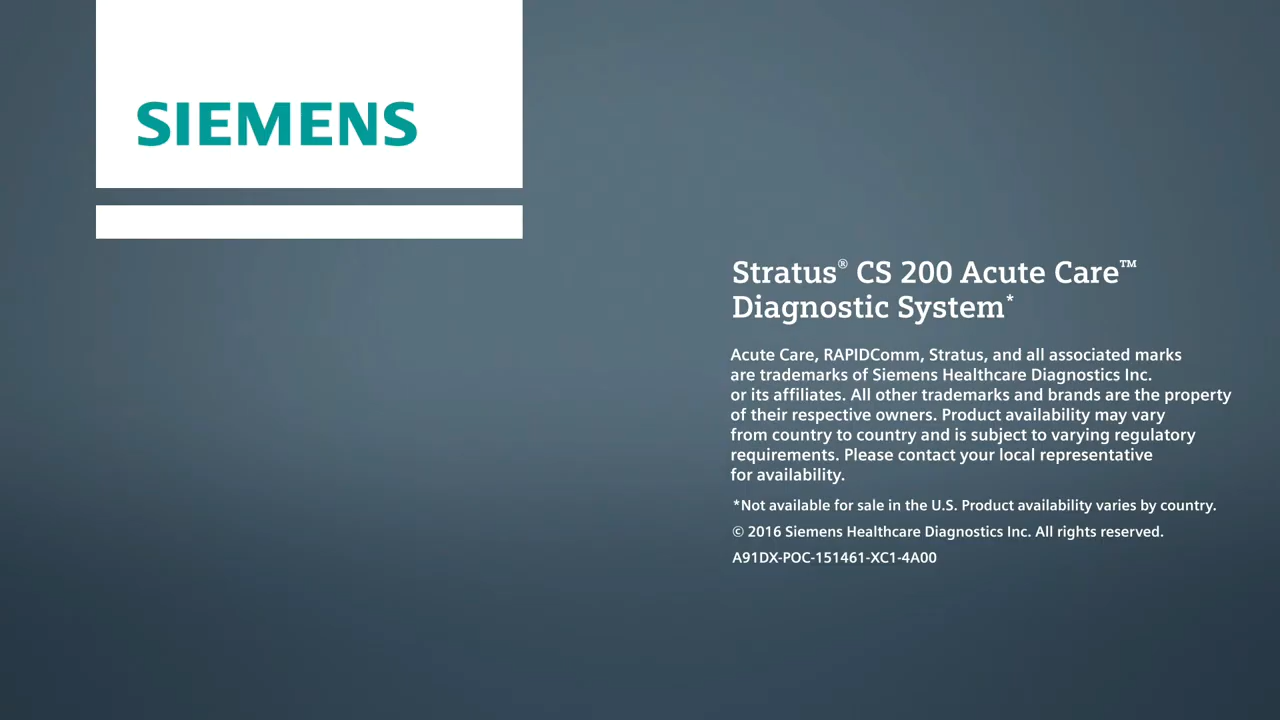 SIEMENS
Stratus® CS 200 Acute Care™
Diagnostic System*
Acute Care, RAPIDComm, Stratus, and all associated marks
are trademarks of Siemens Healthcare Diagnostics Inc.
or its affiliates. All other trademarks and brands are the property
of their respective owners. Product availability may vary
from country to country and is subject to varying regulatory
requirements. Please contact your local representative
for availability.
*Not available for sale in the U.S. Product availability varies by country.
© 2016 Siemens Healthcare Diagnostics Inc. All rights reserved.
A91DX-POC-151461-XC1-4A00